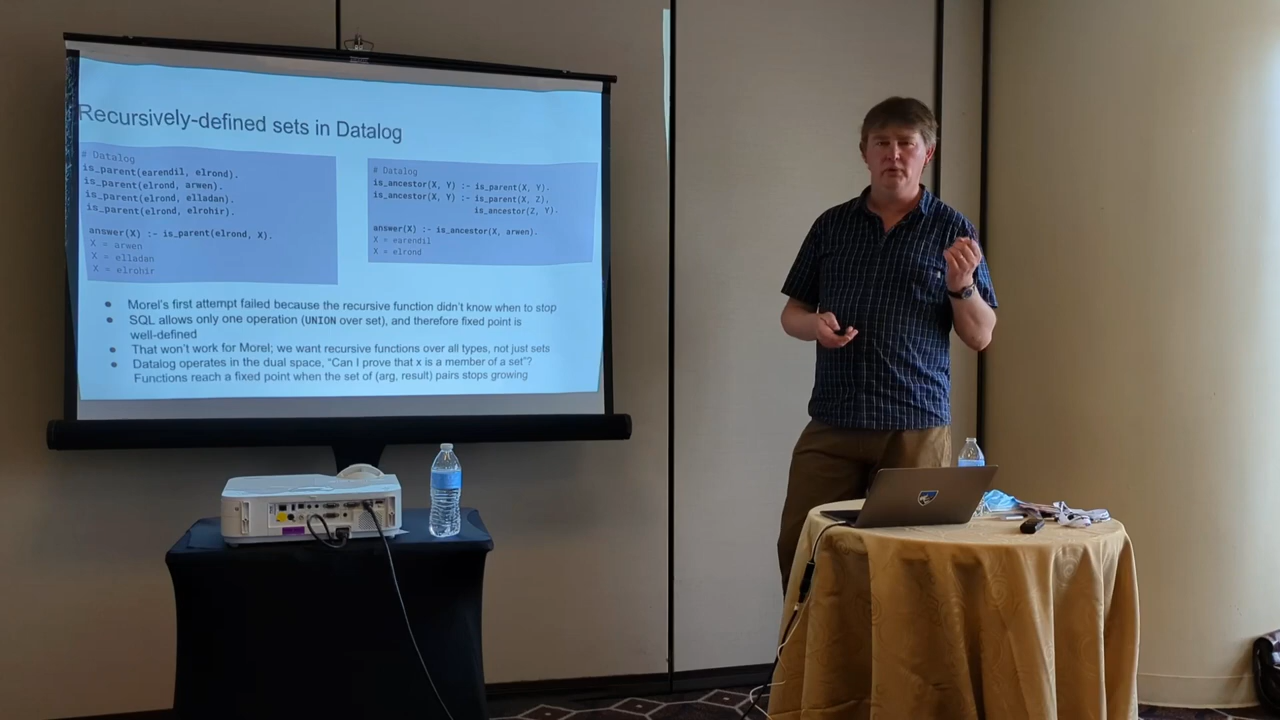 Recursively-defined sets in Datalog
# Datalog
is_parent(earendil, elrond).
is_parent(elrond, arwen).
is_parent(elrond, elladan).
is_parent(elrond, elrohir).
answer(X) :- is_parent(elrond, X).
X = arwen
X = elladan
X = elrohir
# Datalog
is_ancestor(X, Y) :- is_parent(X, Y).
is_ancestor(X, Y) :- is_parent(X, Z),
is_ancestor(Z, Y).
answer(X) :- is_ancestor(X, arwen).
X = earendil
X = elrond
● Morel's first attempt failed because the recursive function didn't know when to stop
● SQL allows only one operation (UNION over set), and therefore fixed point is
well-defined
● That won't work for Morel; we want recursive functions over all types, not just sets
● Datalog operates in the dual space, "Can I prove that x is a member of a set"?
Functions reach a fixed point when the set of (arg, result) pairs stops growing